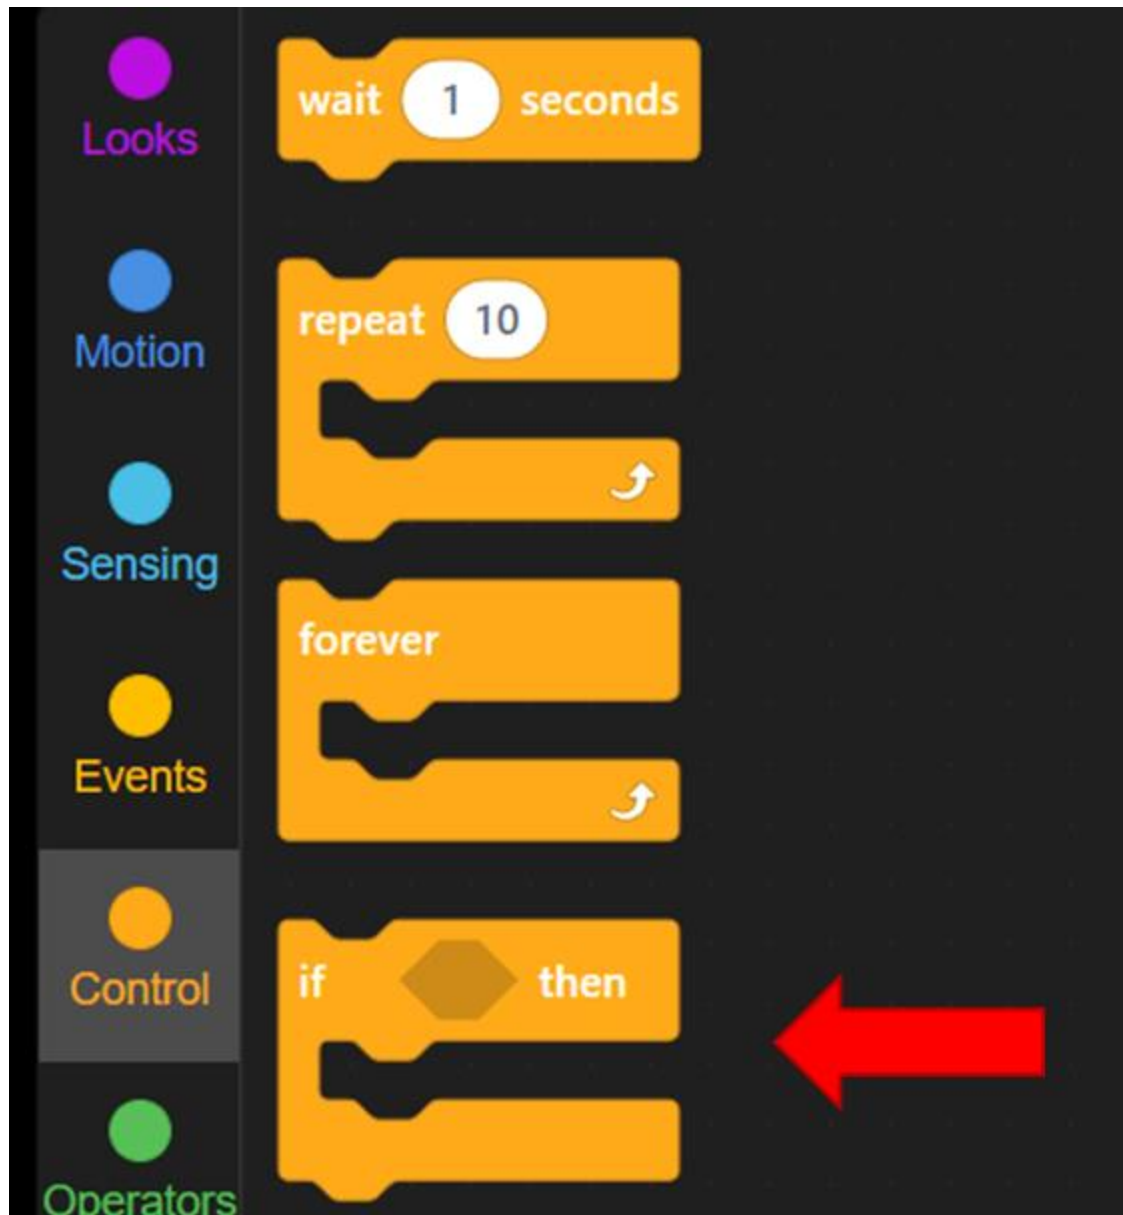 Looks
Motion
Sensing
Events
Control
Operators
wait 1 seconds
repeat 10
forever
if then